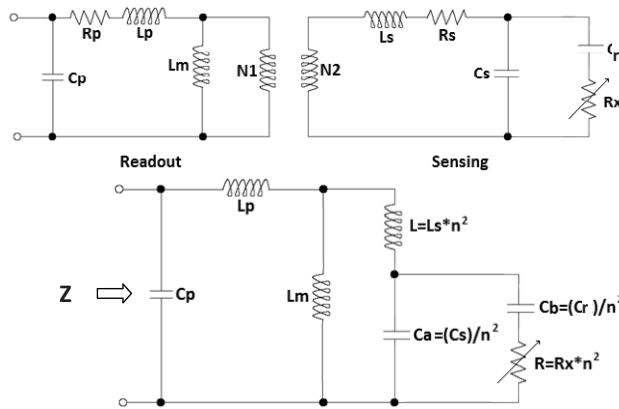 Rp
Lp
Ls
Rs
Lm
N1
N2
Cp
Cs
Cr
Rx
Readout
Sensing
Lp
L=Ls*n²
Z
Cp
Lm
Ca=(Cs)/n²
Cb=(Cr )/n²
R=Rx*n²